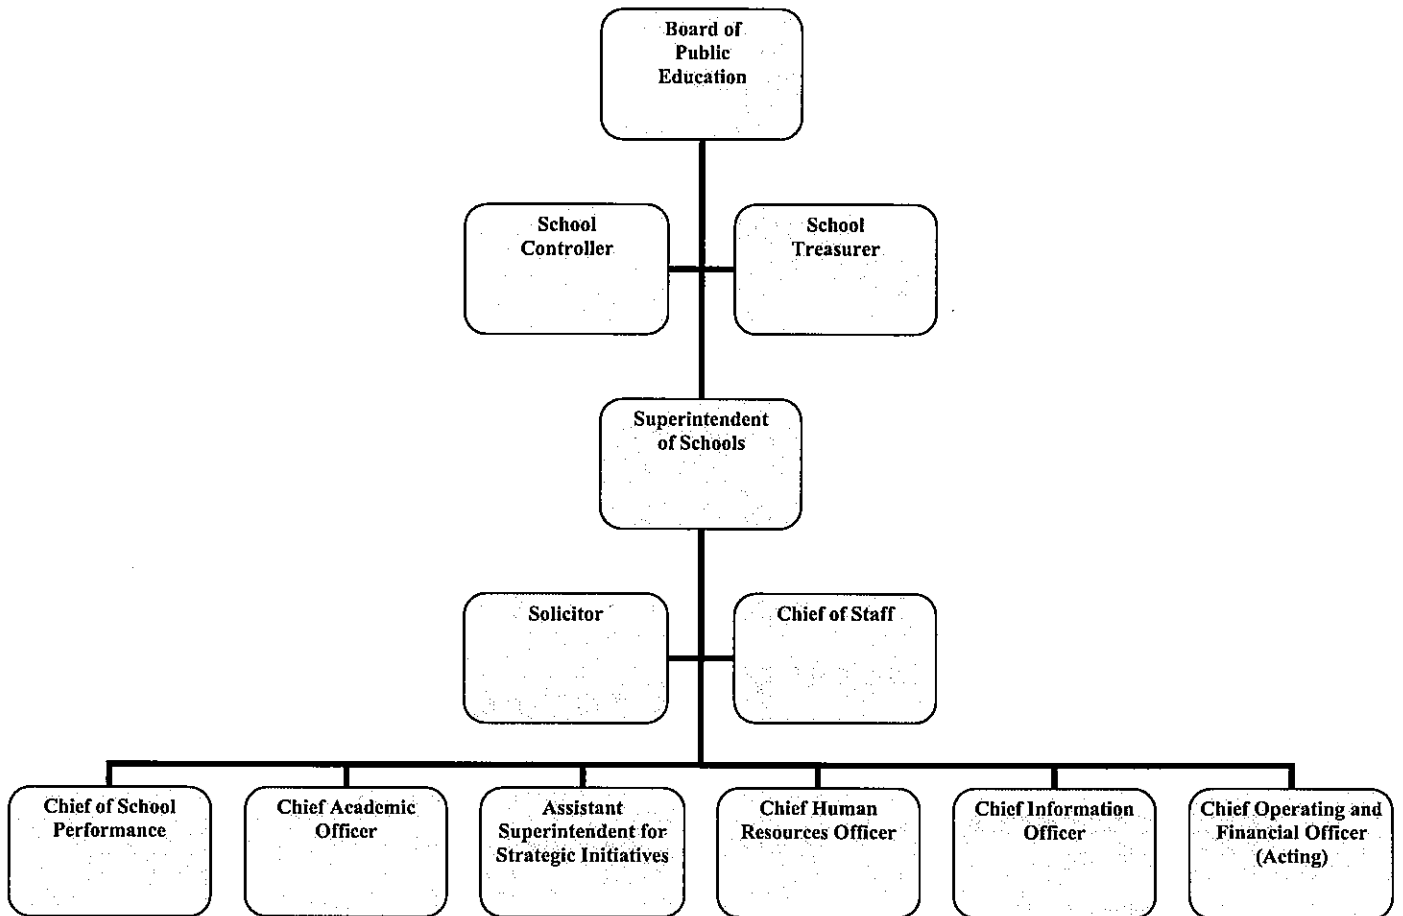 Board of
Public
Education
School
Controller
School
Treasurer
Superintendent
of Schools
Solicitor
Chief of Staff
Chief of School
Performance
Chief Academic
Officer
Assistant
Superintendent for
Strategic Initiatives
Chief Human
Resources Officer
Chief Information
Officer
Chief Operating and
Financial Officer
(Acting)